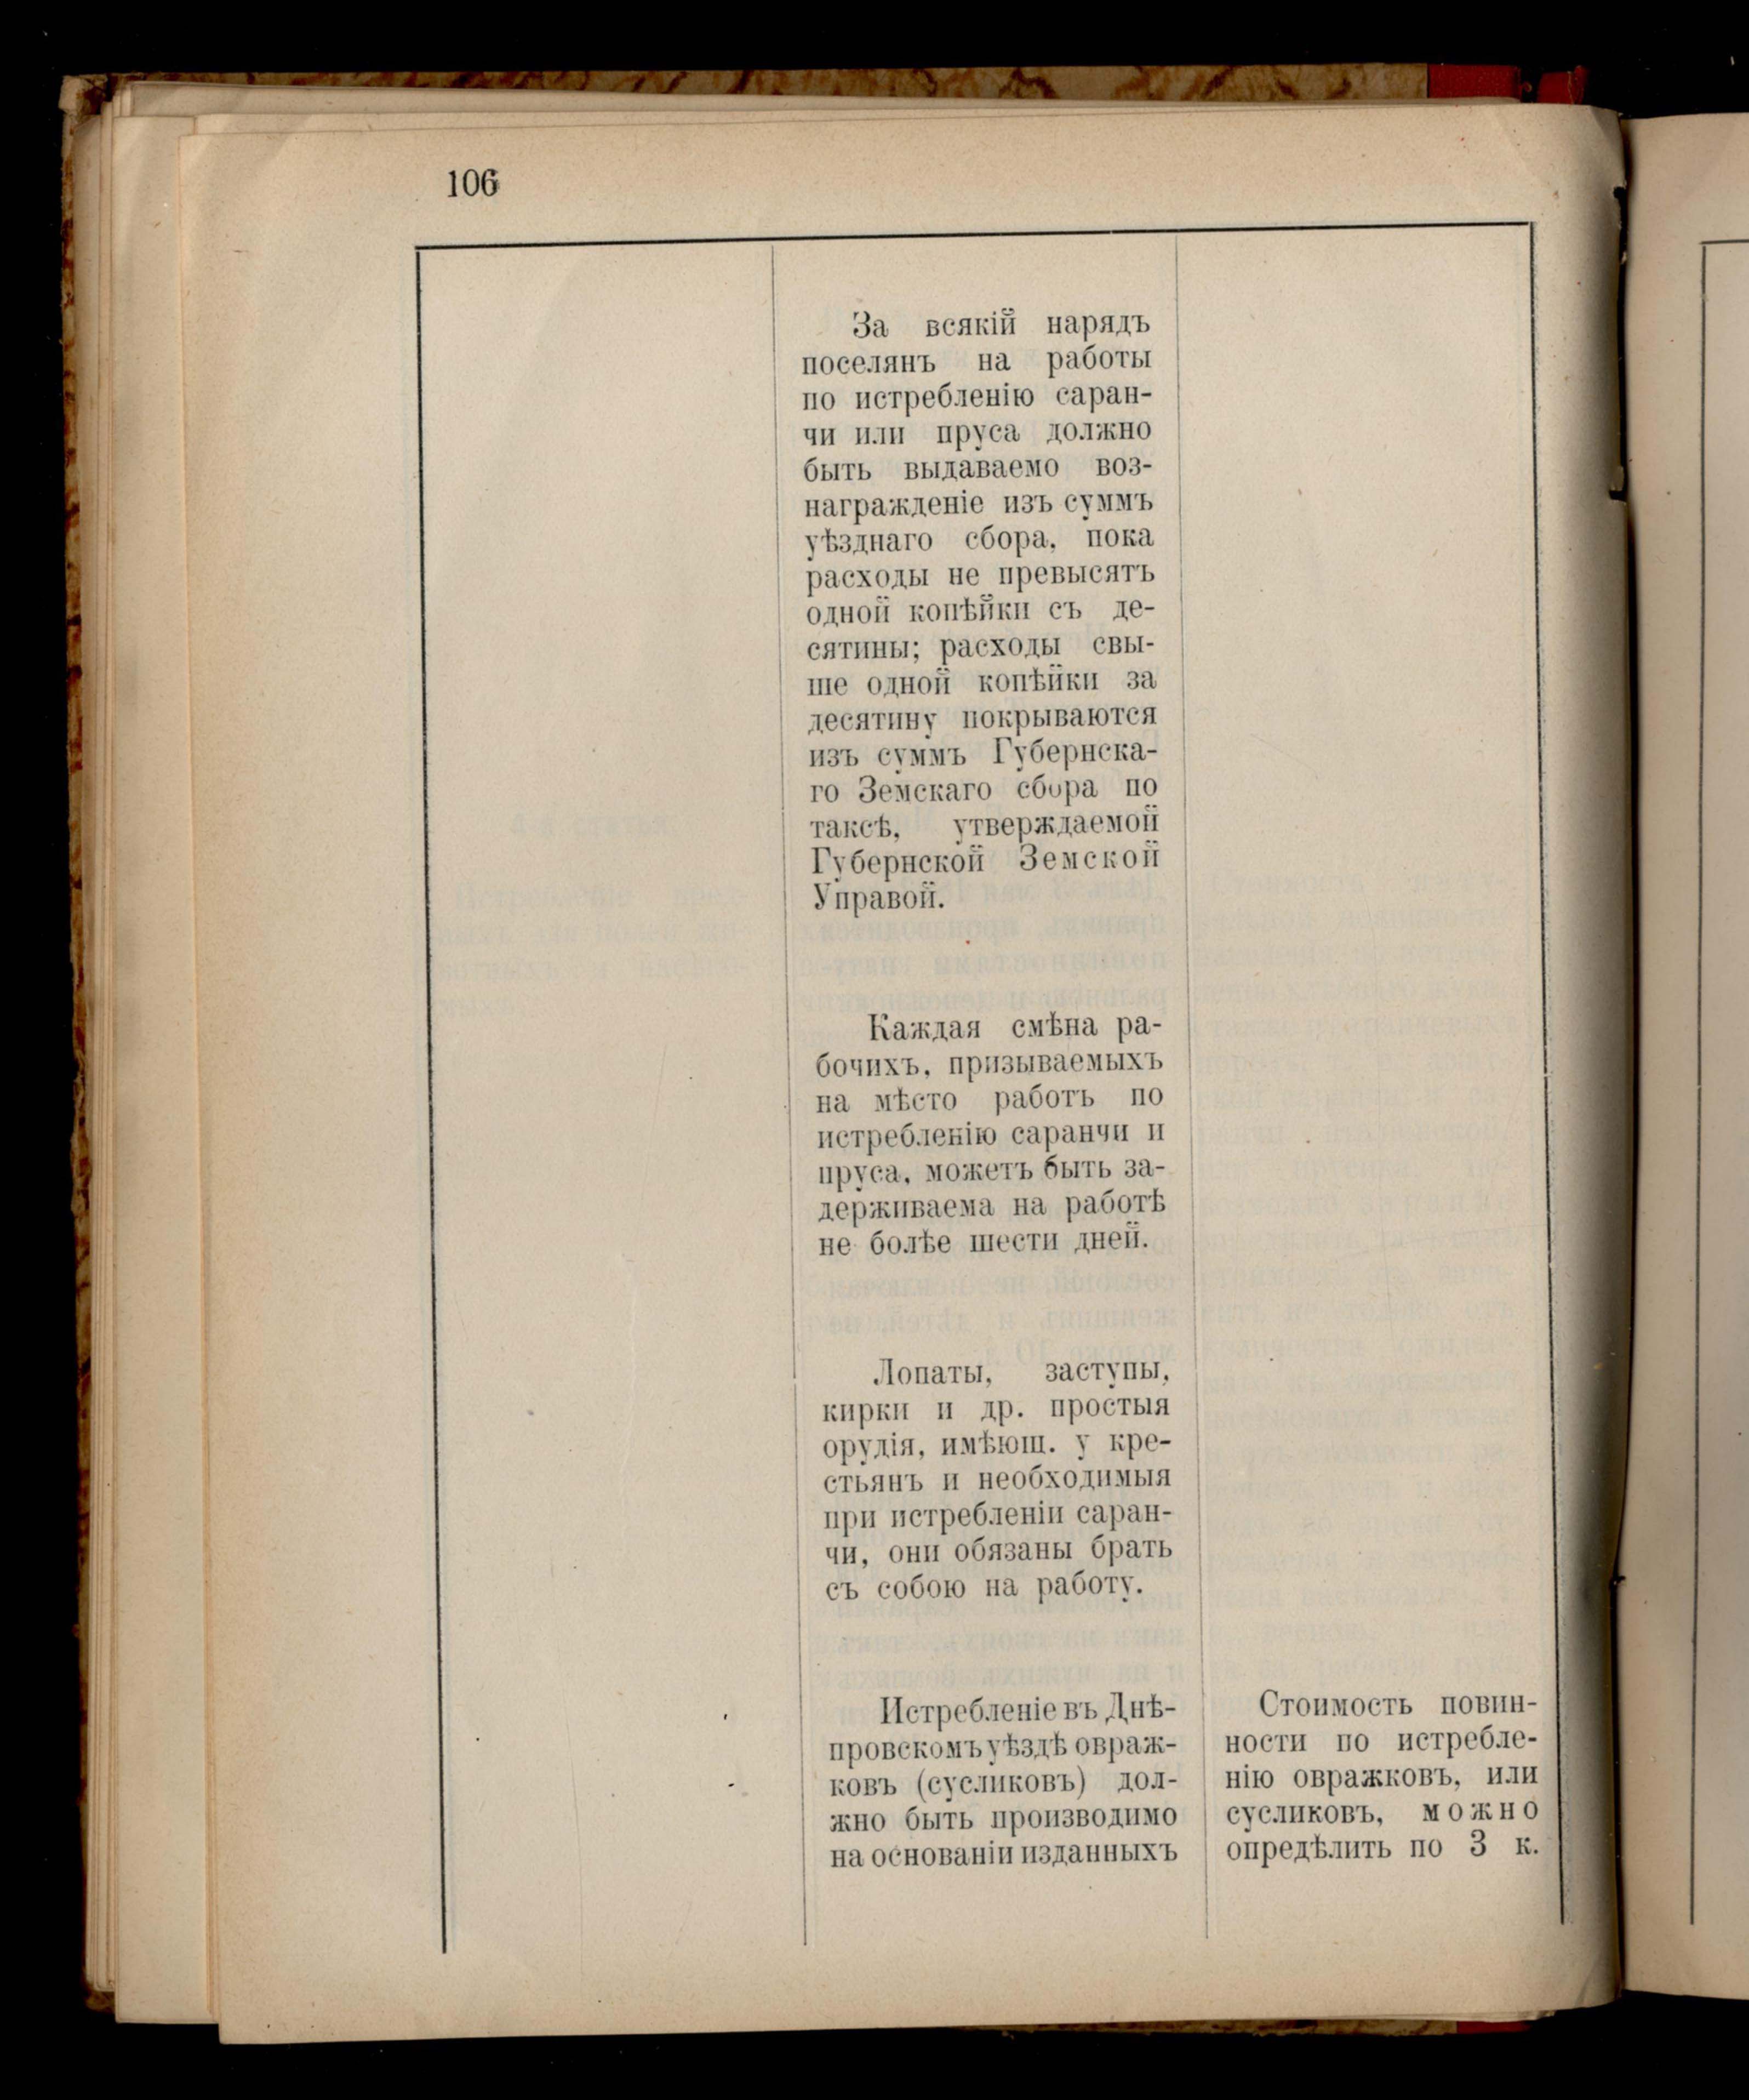 106
За всякій нарядъ
поселянъ на работы
по истребленію саран-
чи или пруса должно
быть выдаваемо воз-
награжденіе изъ суммъ
уѣзднаго сбора, пока
расходы не превысятъ
одной копѣйки съ де-
сятины; расходы свы-
ше одной копѣйки за
десятину покрываются
изъ суммъ Губернска-
го Земскаго сбора по
таксѣ, утверждаемой
Губернской Земской
Управой.
Каждая смѣна ра-
бочихъ, призываемыхъ
на мѣсто работъ по
истребленію саранчи и
пруса, можетъ быть за-
держиваема на работѣ
не болѣе шести дней.
Лопаты, заступы,
кирки и др. простыя
орудія, имѣющ. у кре-
стьянъ и необходимыя
при истребленіи саран-
чи, они обязаны брать
съ собою на работу.
Истребленіе въ Днѣ-
провскомъ уѣздѣ овраж-
ковъ (сусликовъ) дол-
жно быть производимо
на основаніи изданныхъ
Стоимость повин-
ности по истребле-
нію овражковъ, или
сусликовъ, можно
опредѣлить по 3 к.